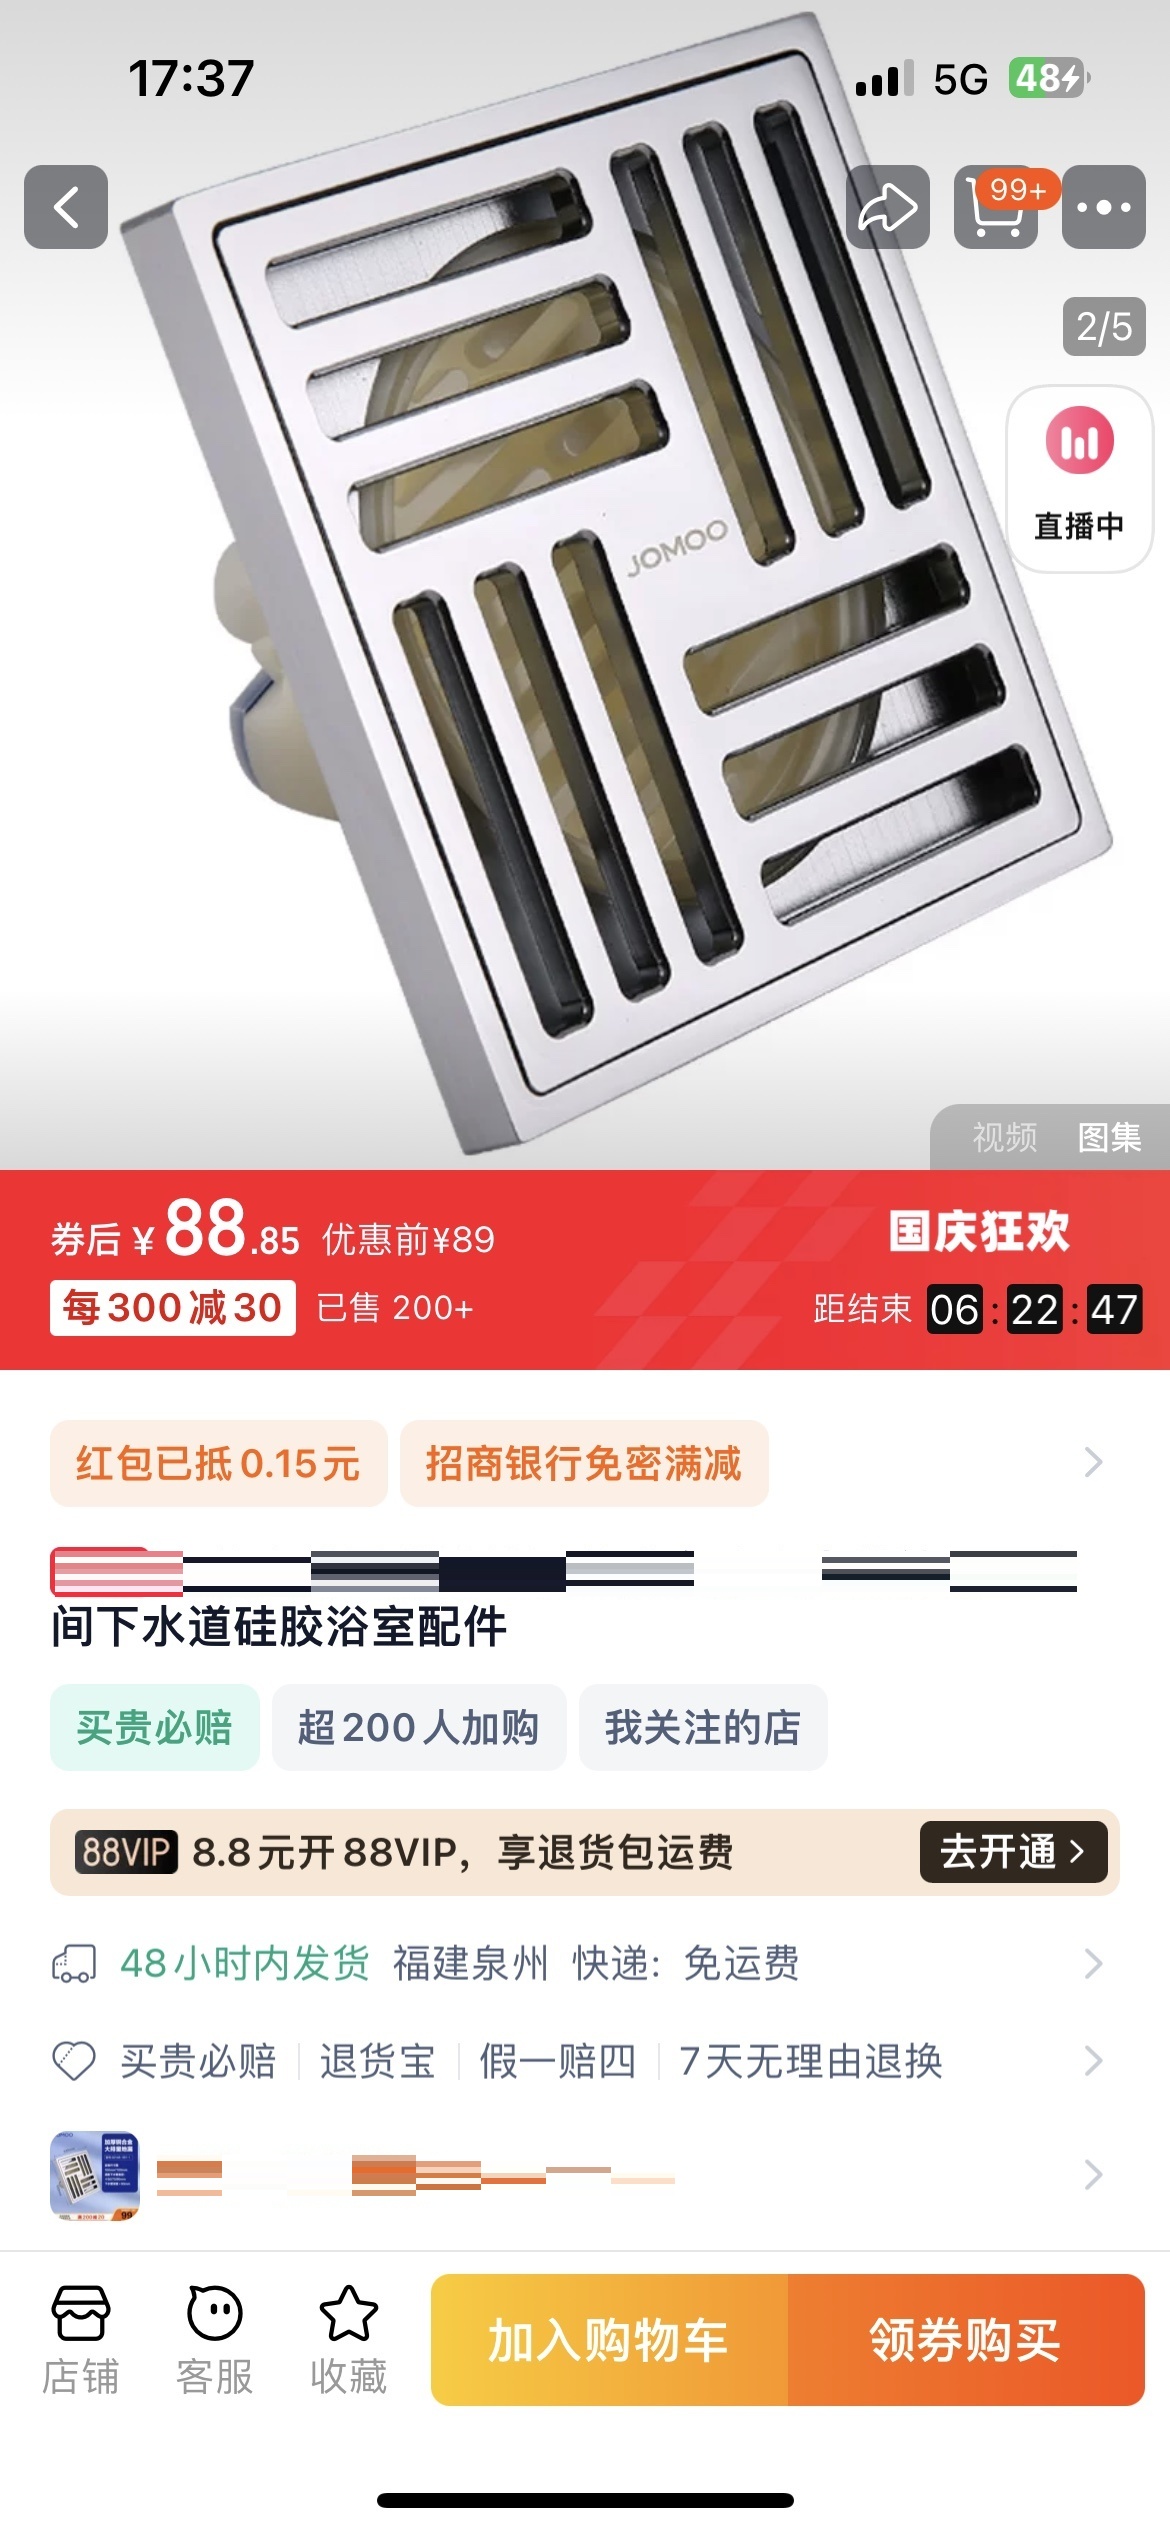 17:37
5G 48
99+
2/5
直播中
JOMOO
视频 图集
券后 ¥88.85 优惠前¥89
国庆狂欢
每300减30 已售 200+
距结束 06:22:47
红包已抵0.15元 招商银行免密满减
间下水道硅胶浴室配件
买贵必赔 超200人加购 我关注的店
88VIP 8.8元开88VIP，享退货包运费 去开通
48小时内发货 福建泉州 快递：免运费
买贵必赔 退货宝 假一赔四 7天无理由退换
店铺 客服 收藏 加入购物车 领券购买